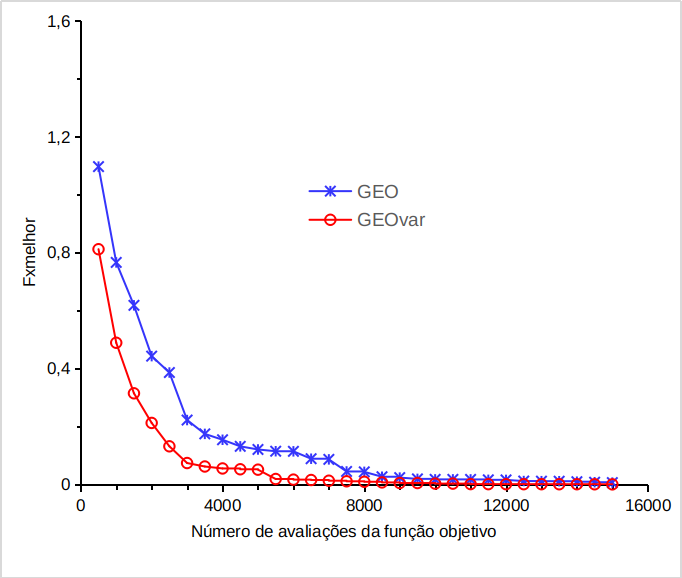 1,6
1,2
0,8
0,4
0
Fxmelhor
GEO
GEOvar
0 4000 8000 12000 16000
Número de avaliações da função objetivo